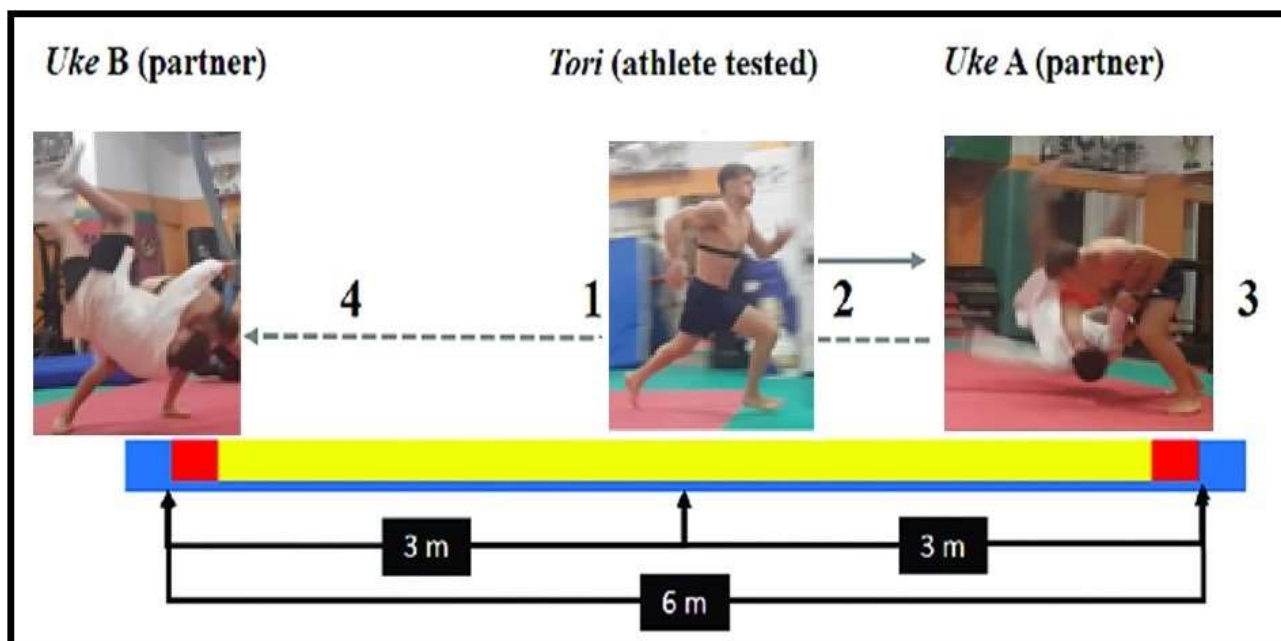 Uke B (partner)
Tori (athlete tested)
Uke A (partner)
4
1
2
3
3 m
3 m
6 m